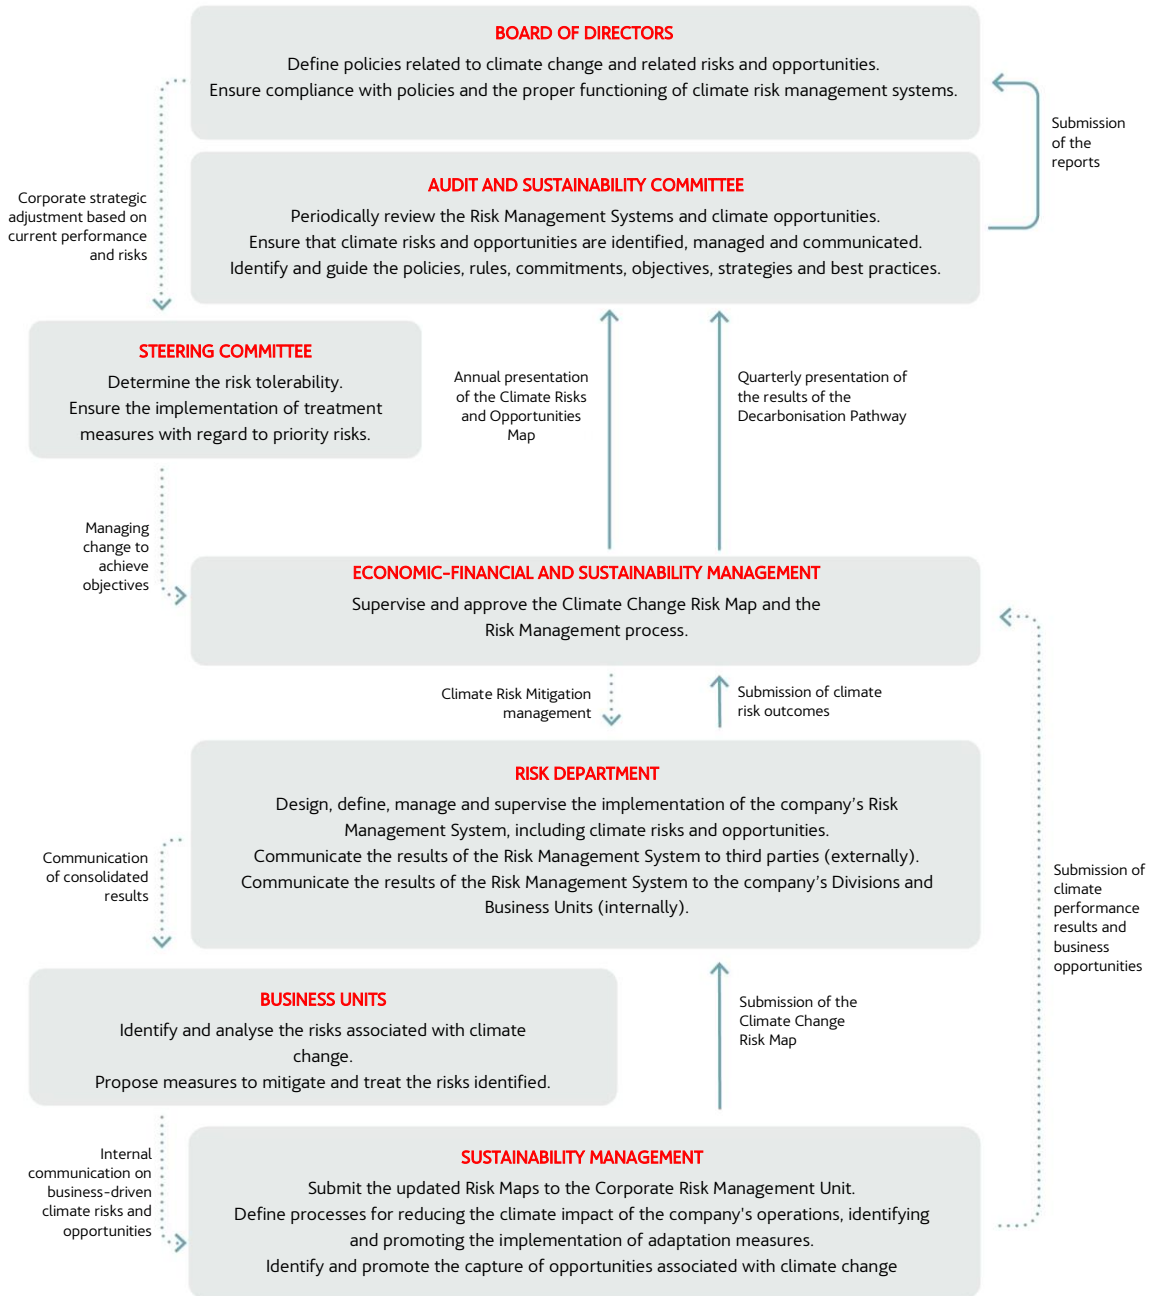 BOARD OF DIRECTORS
Define policies related to climate change and related risks and opportunities.
Ensure compliance with policies and the proper functioning of climate risk management systems.
Submission
of the
reports
AUDIT AND SUSTAINABILITY COMMITTEE
Periodically review the Risk Management Systems and climate opportunities.
Ensure that climate risks and opportunities are identified, managed and communicated.
Identify and guide the policies, rules, commitments, objectives, strategies and best practices.
Corporate strategic
adjustment based on
current performance
and risks
STEERING COMMITTEE
Determine the risk tolerability.
Ensure the implementation of treatment
measures with regard to priority risks.
Annual presentation
of the Climate Risks
and Opportunities
Map
Quarterly presentation of
the results of the
Decarbonisation Pathway
Managing
change to
achieve
objectives
ECONOMIC-FINANCIAL AND SUSTAINABILITY MANAGEMENT
Supervise and approve the Climate Change Risk Map and the
Risk Management process.
Climate Risk Mitigation
management
Submission of climate
risk outcomes
RISK DEPARTMENT
Design, define, manage and supervise the implementation of the company’s Risk
Management System, including climate risks and opportunities.
Communicate the results of the Risk Management System to third parties (externally).
Communicate the results of the Risk Management System to the company’s Divisions and
Business Units (internally).
Communication
of consolidated
results
Submission of
climate
performance
results and
business
opportunities
BUSINESS UNITS
Identify and analyse the risks associated with climate
change.
Propose measures to mitigate and treat the risks identified.
Submission of the
Climate Change
Risk Map
Internal
communication on
business-driven
climate risks and
opportunities
SUSTAINABILITY MANAGEMENT
Submit the updated Risk Maps to the Corporate Risk Management Unit.
Define processes for reducing the climate impact of the company's operations, identifying
and promoting the implementation of adaptation measures.
Identify and promote the capture of opportunities associated with climate change